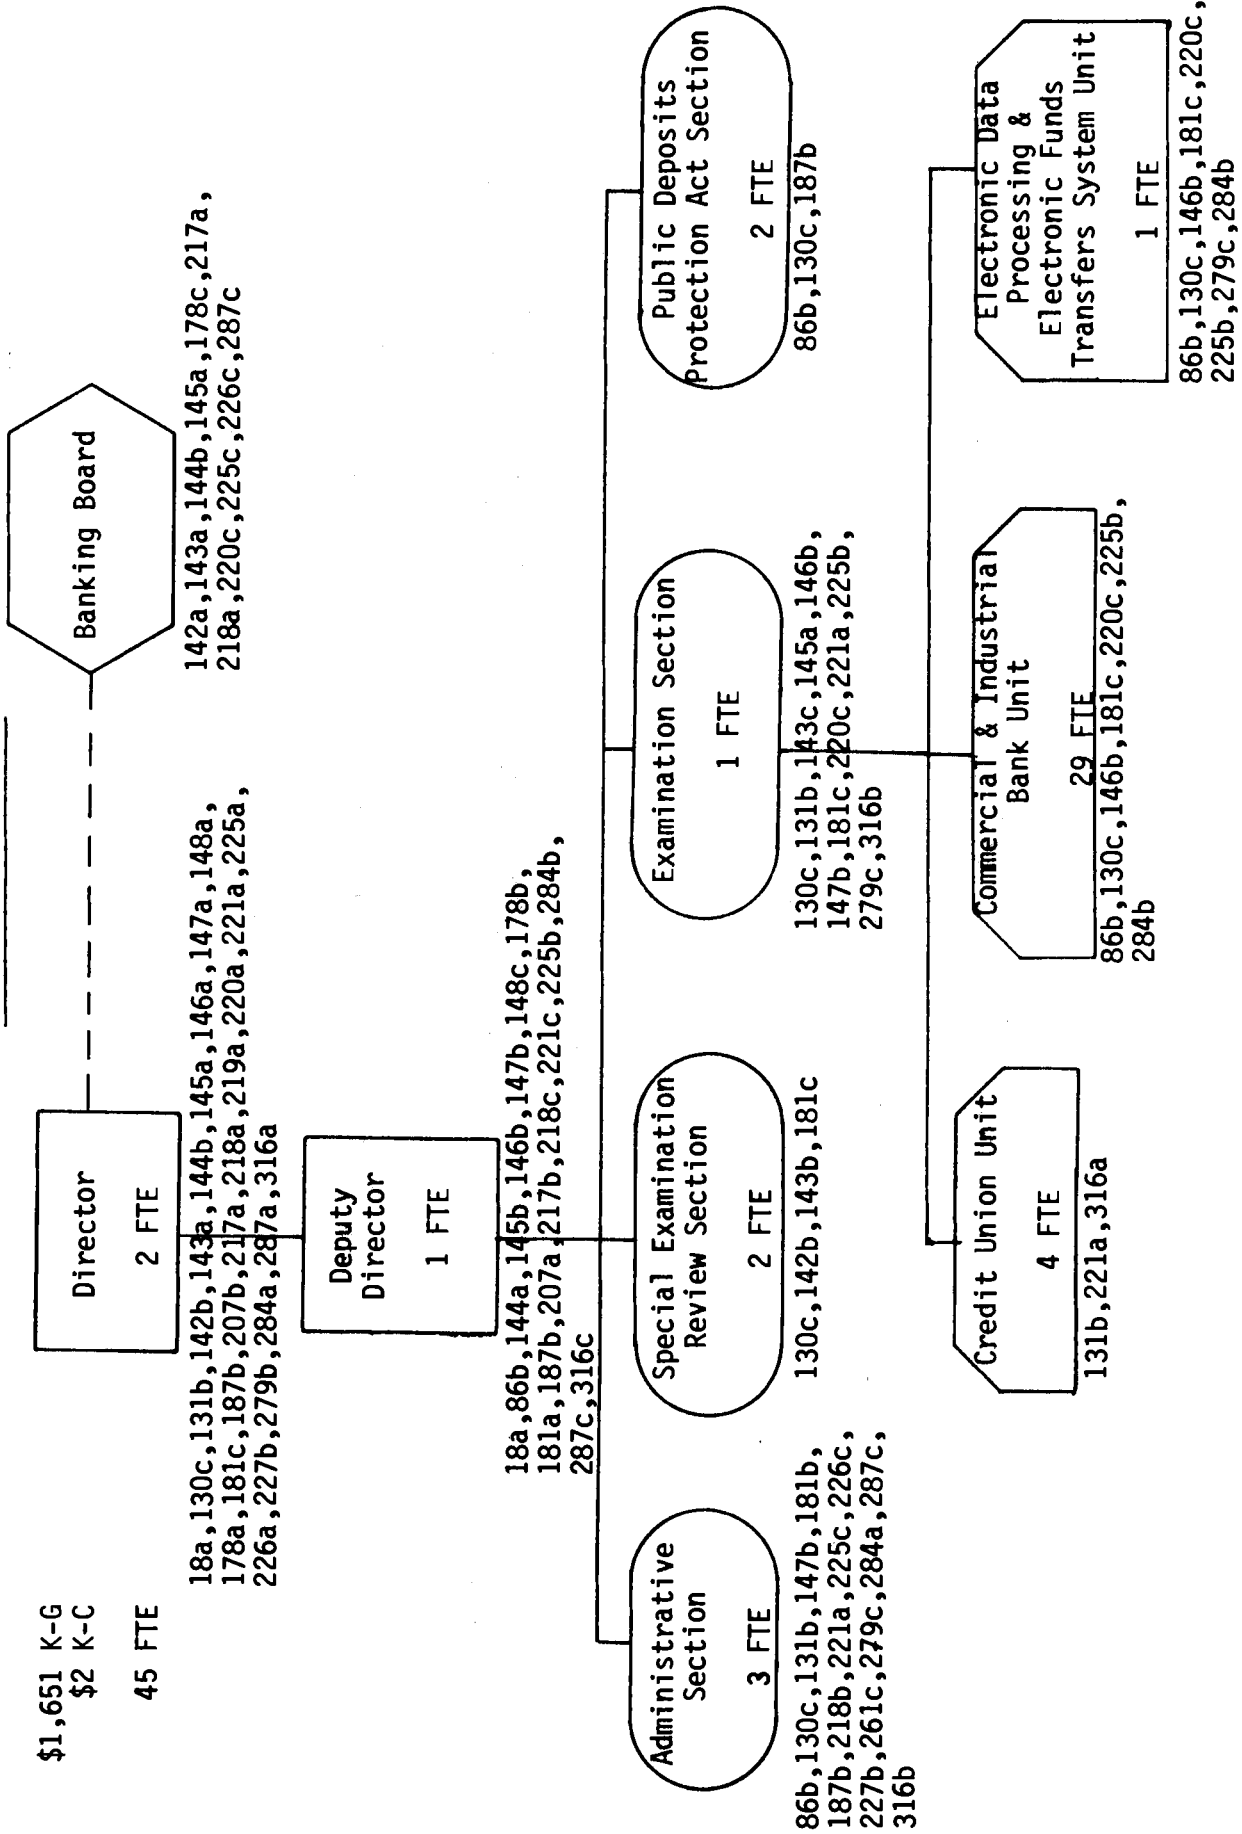 $1,651 K-G
$2 K-C
45 FTE
Director
2 FTE
18a,130c,131b,142b,143a,144b,145a,146a,147a,148a,
178a,181c,187b,207b,217a,218a,219a,220a,221a,225a,
226a,227b,279b,284a,287a,316a
Banking Board
142a,143a,144b,145a,178c,217a,
218a,220c,225c,226c,287c
Deputy
Director
1 FTE
18a,86b,144a,145b,146b,147b,148c,178b,
181a,187b,207a,217b,218c,221c,225b,284b,
287c,316c
Administrative
Section
3 FTE
86b,130c,131b,147b,181b,
187b,218b,221a,225c,226c,
227b,261c,279c,284a,287c,
316b
Special Examination
Review Section
2 FTE
130c,142b,143b,181c
Examination Section
1 FTE
130c,131b,143c,145a,146b,
147b,181c,220c,221a,225b,
279c,316b
Public Deposits
Protection Act Section
2 FTE
86b,130c,187b
Credit Union Unit
4 FTE
131b,221a,316a
Commercial & Industrial
Bank Unit
29 FTE
86b,130c,146b,181c,220c,225b,
284b
Electronic Data
Processing &
Electronic Funds
Transfers System Unit
1 FTE
86b,130c,146b,181c,220c,
225b,279c,284b